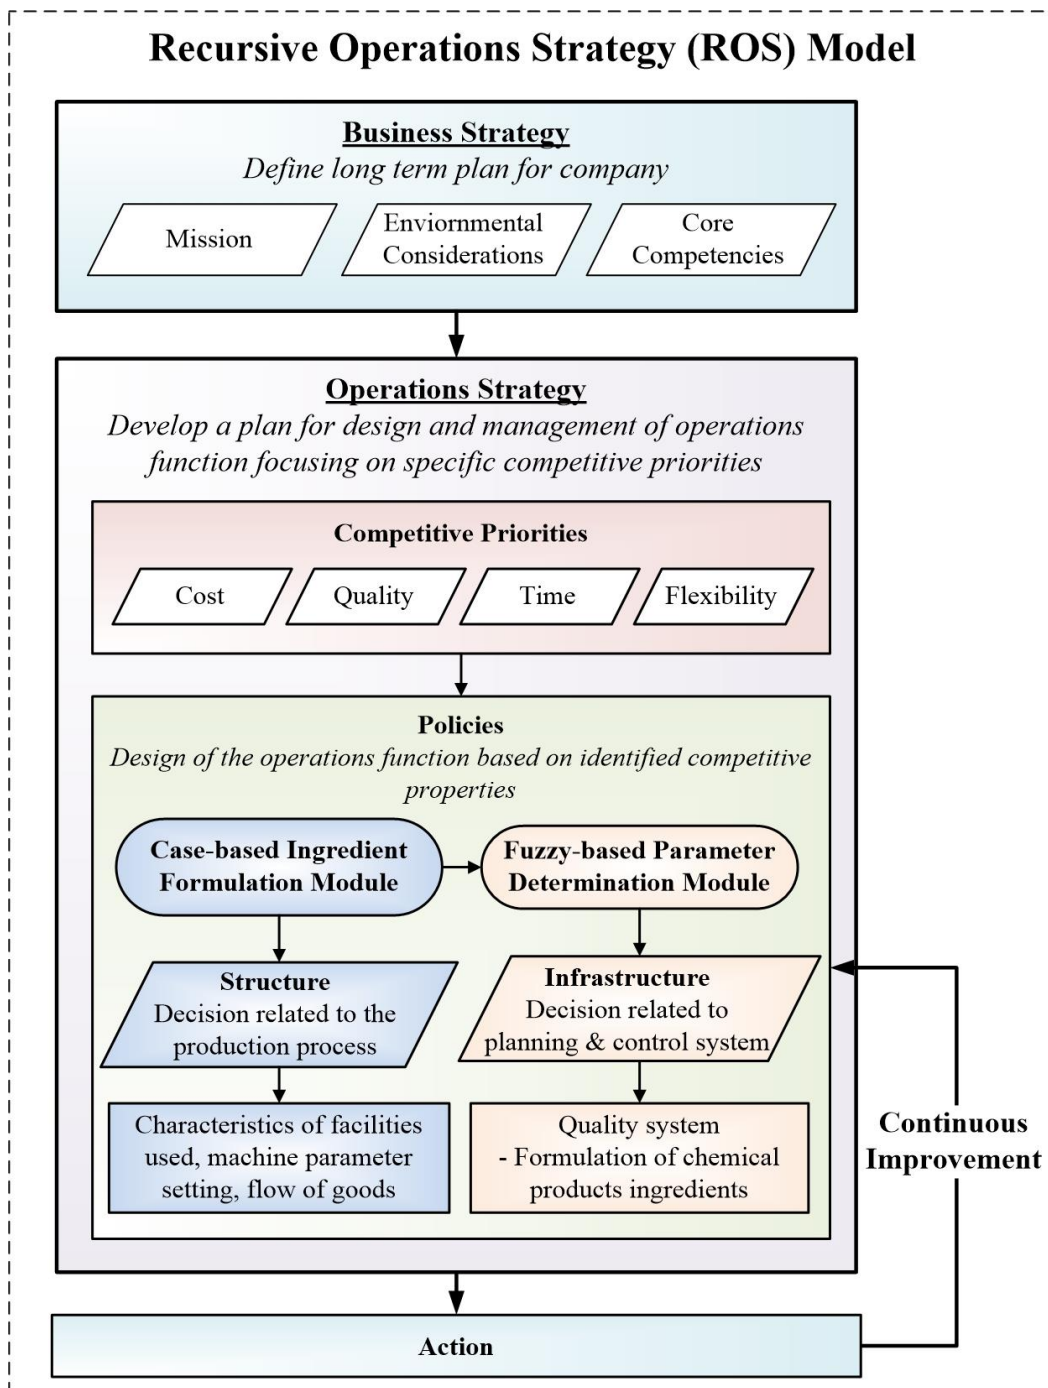 Recursive Operations Strategy (ROS) Model
Business Strategy
Define long term plan for company
Mission
Enviornmental
Considerations
Core
Competencies
Operations Strategy
Develop a plan for design and management of operations
function focusing on specific competitive priorities
Competitive Priorities
Cost
Quality
Time
Flexibility
Policies
Design of the operations function based on identified competitive
properties
Case-based Ingredient
Formulation Module
Fuzzy-based Parameter
Determination Module
Structure
Decision related to the
production process
Infrastructure
Decision related to
planning & control system
Characteristics of facilities
used, machine parameter
setting, flow of goods
Quality system
- Formulation of chemical
products ingredients
Continuous
Improvement
Action